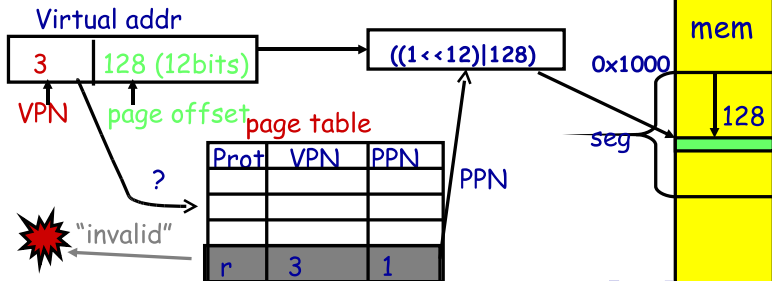 Virtual addr
mem
3
128 (12bits)
((1<<12)|128)
0x1000
VPN
page offset
128
page table
seg
Prot
VPN
PPN
?
PPN
"invalid"
r
3
1